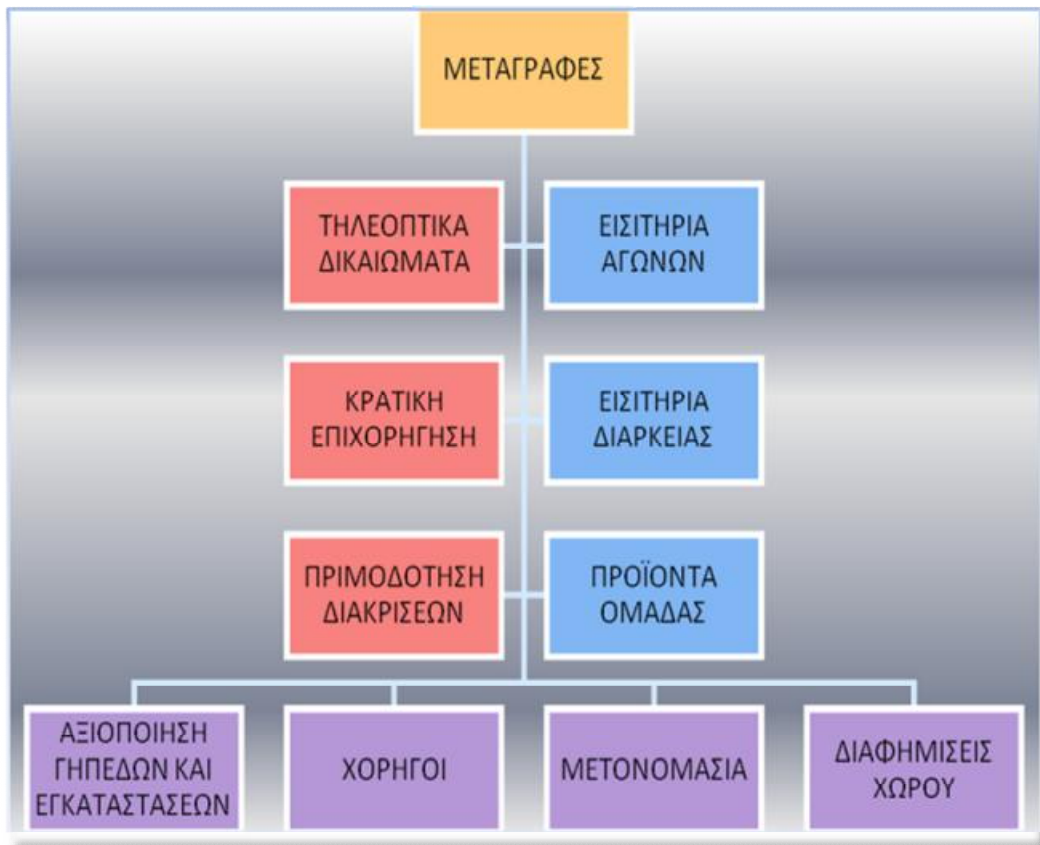 ΜΕΤΑΓΡΑΦΕΣ
ΤΗΛΕΟΠΤΙΚΑ
ΔΙΚΑΙΩΜΑΤΑ
ΕΙΣΙΤΗΡΙΑ
ΑΓΩΝΩΝ
ΚΡΑΤΙΚΗ
ΕΠΙΧΟΡΗΓΗΣΗ
ΕΙΣΙΤΗΡΙΑ
ΔΙΑΡΚΕΙΑΣ
ΠΡΙΜΟΔΟΤΗΣΗ
ΔΙΑΚΡΙΣΕΩΝ
ΠΡΟΪΟΝΤΑ
ΟΜΑΔΑΣ
ΑΞΙΟΠΟΙΗΣΗ
ΓΗΠΕΔΩΝ ΚΑΙ
ΕΓΚΑΤΑΣΤΑΣΕΩΝ
ΧΟΡΗΓΟΙ
ΜΕΤΟΝΟΜΑΣΙΑ
ΔΙΑΦΗΜΙΣΕΙΣ
ΧΩΡΟΥ